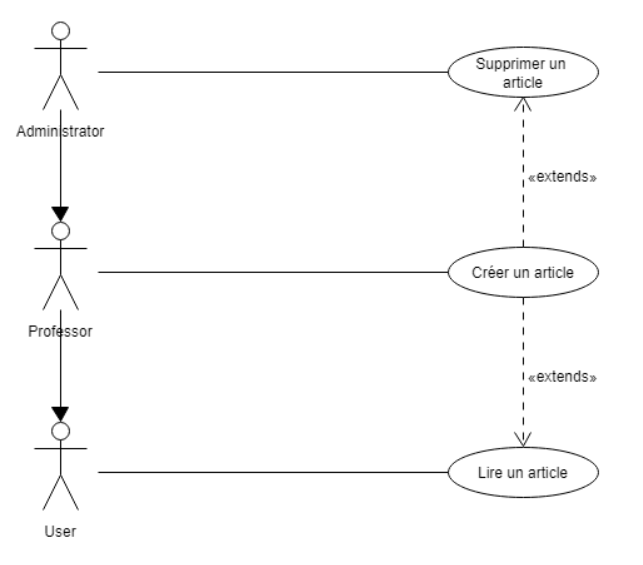 Supprimer un
article
Administrator
«extends»
Créer un article
Professor
«extends»
Lire un article
User